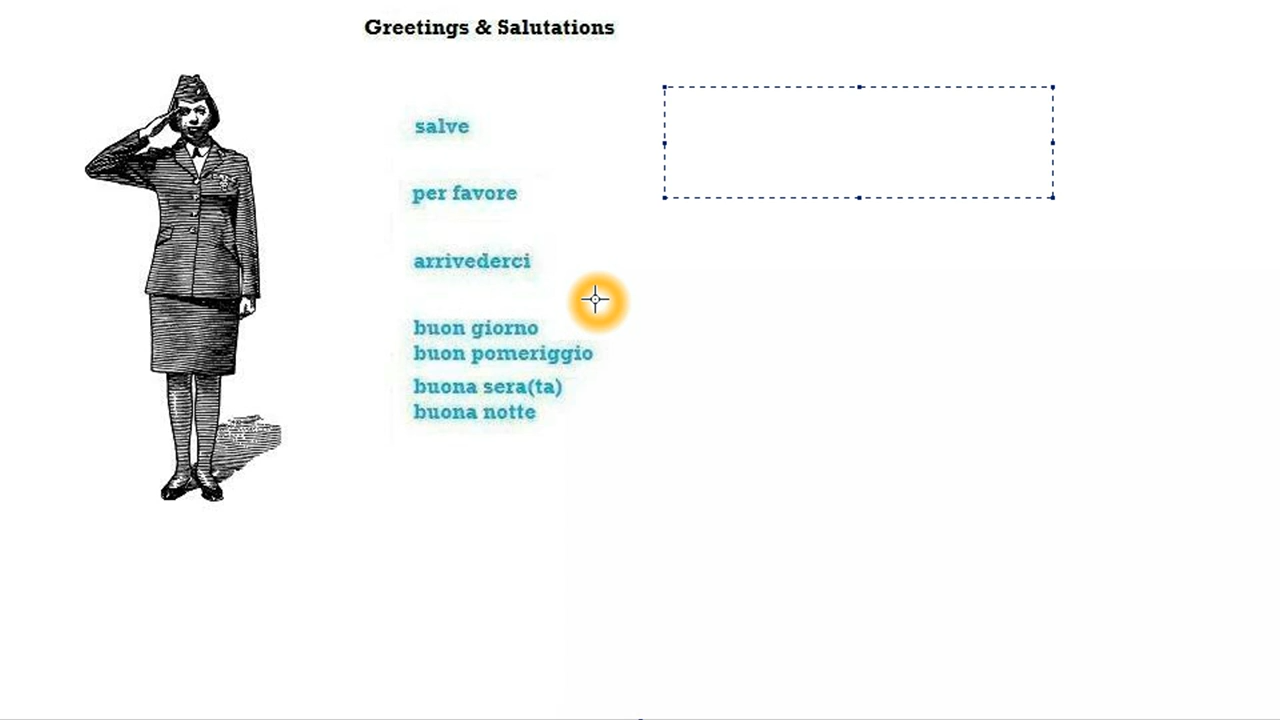 Greetings & Salutations
salve
per favore
arrivederci
buon giorno
buon pomeriggio
buona sera(ta)
buona notte